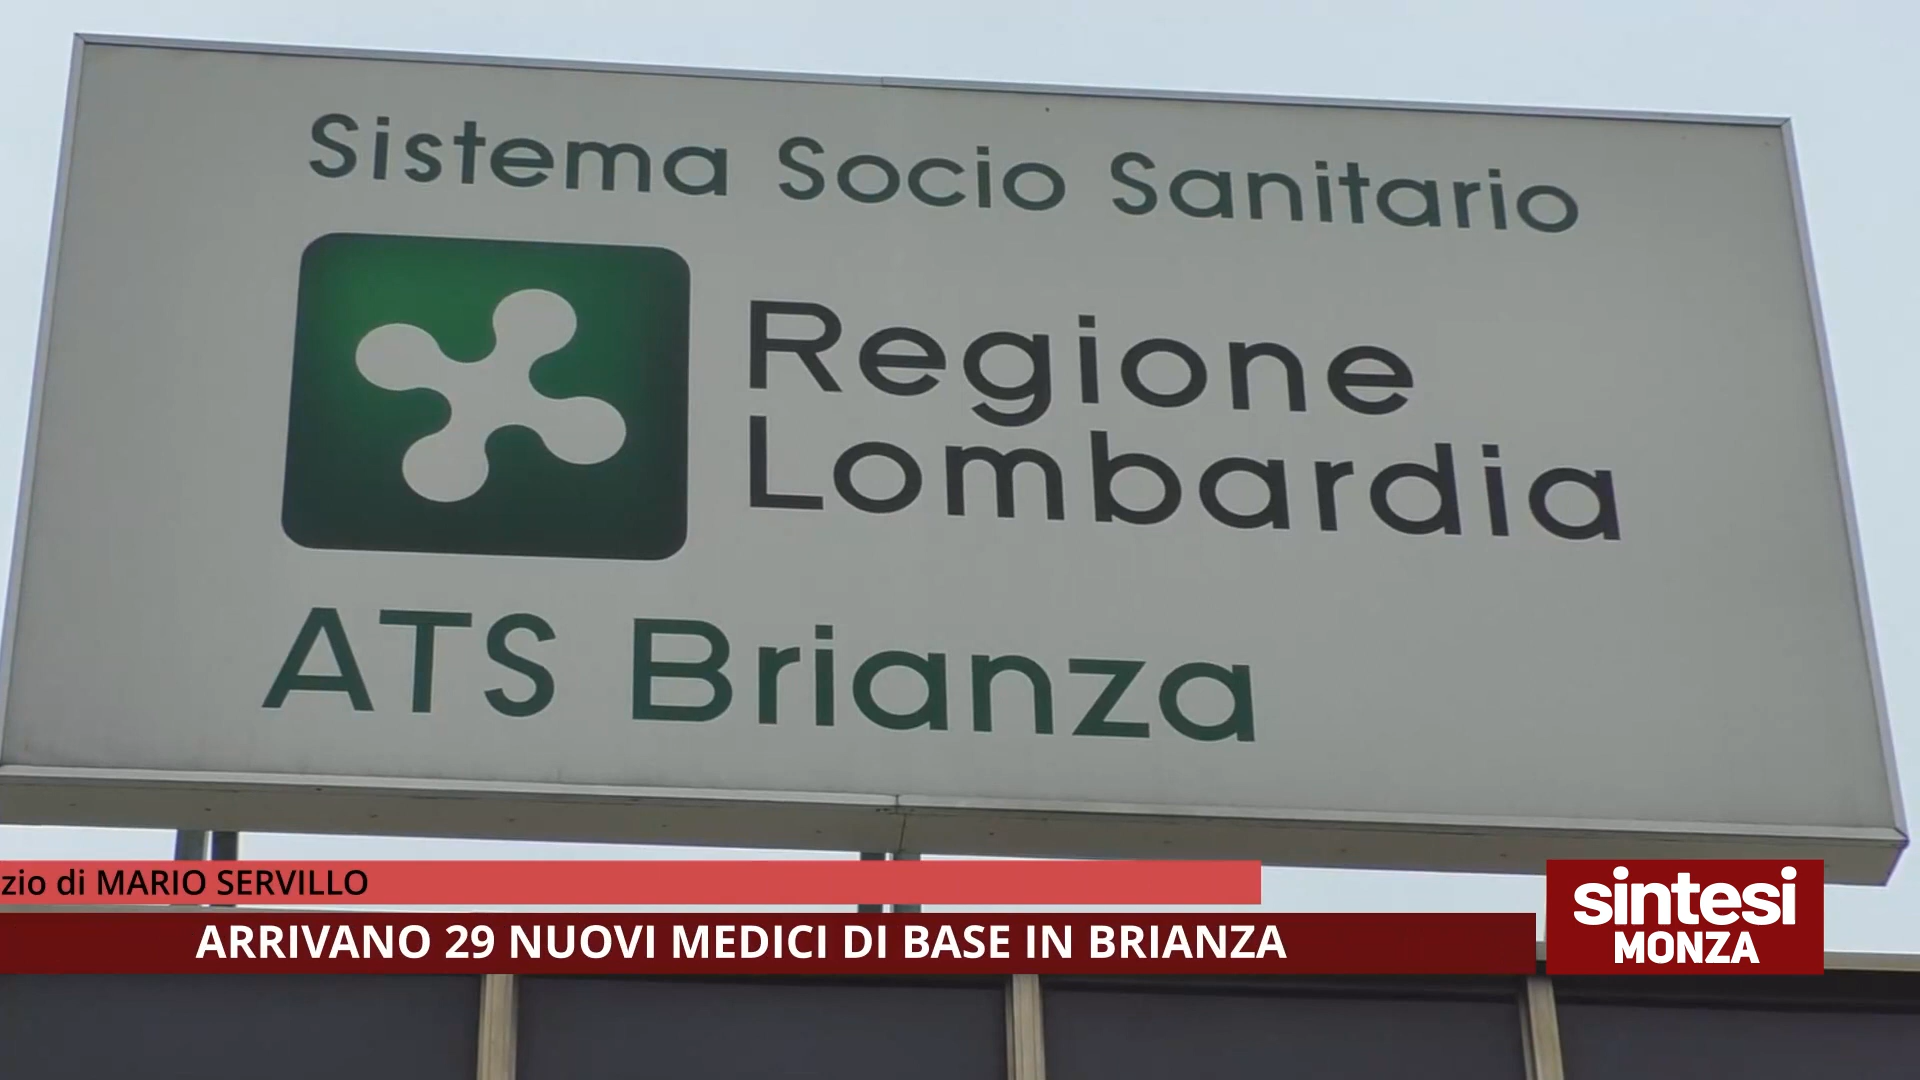 Sistema Socio Sanitario
Regione
Lombardia
ATS Brianza
zio di MARIO SERVILLO
ARRIVANO 29 NUOVI MEDICI DI BASE IN BRIANZA
sintesi
MONZA